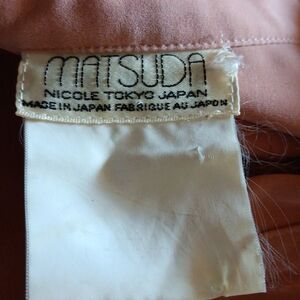 MATSUDA
NICOLE TOKYO JAPAN
MADE IN JAPAN FABRIQUE AU JAPON